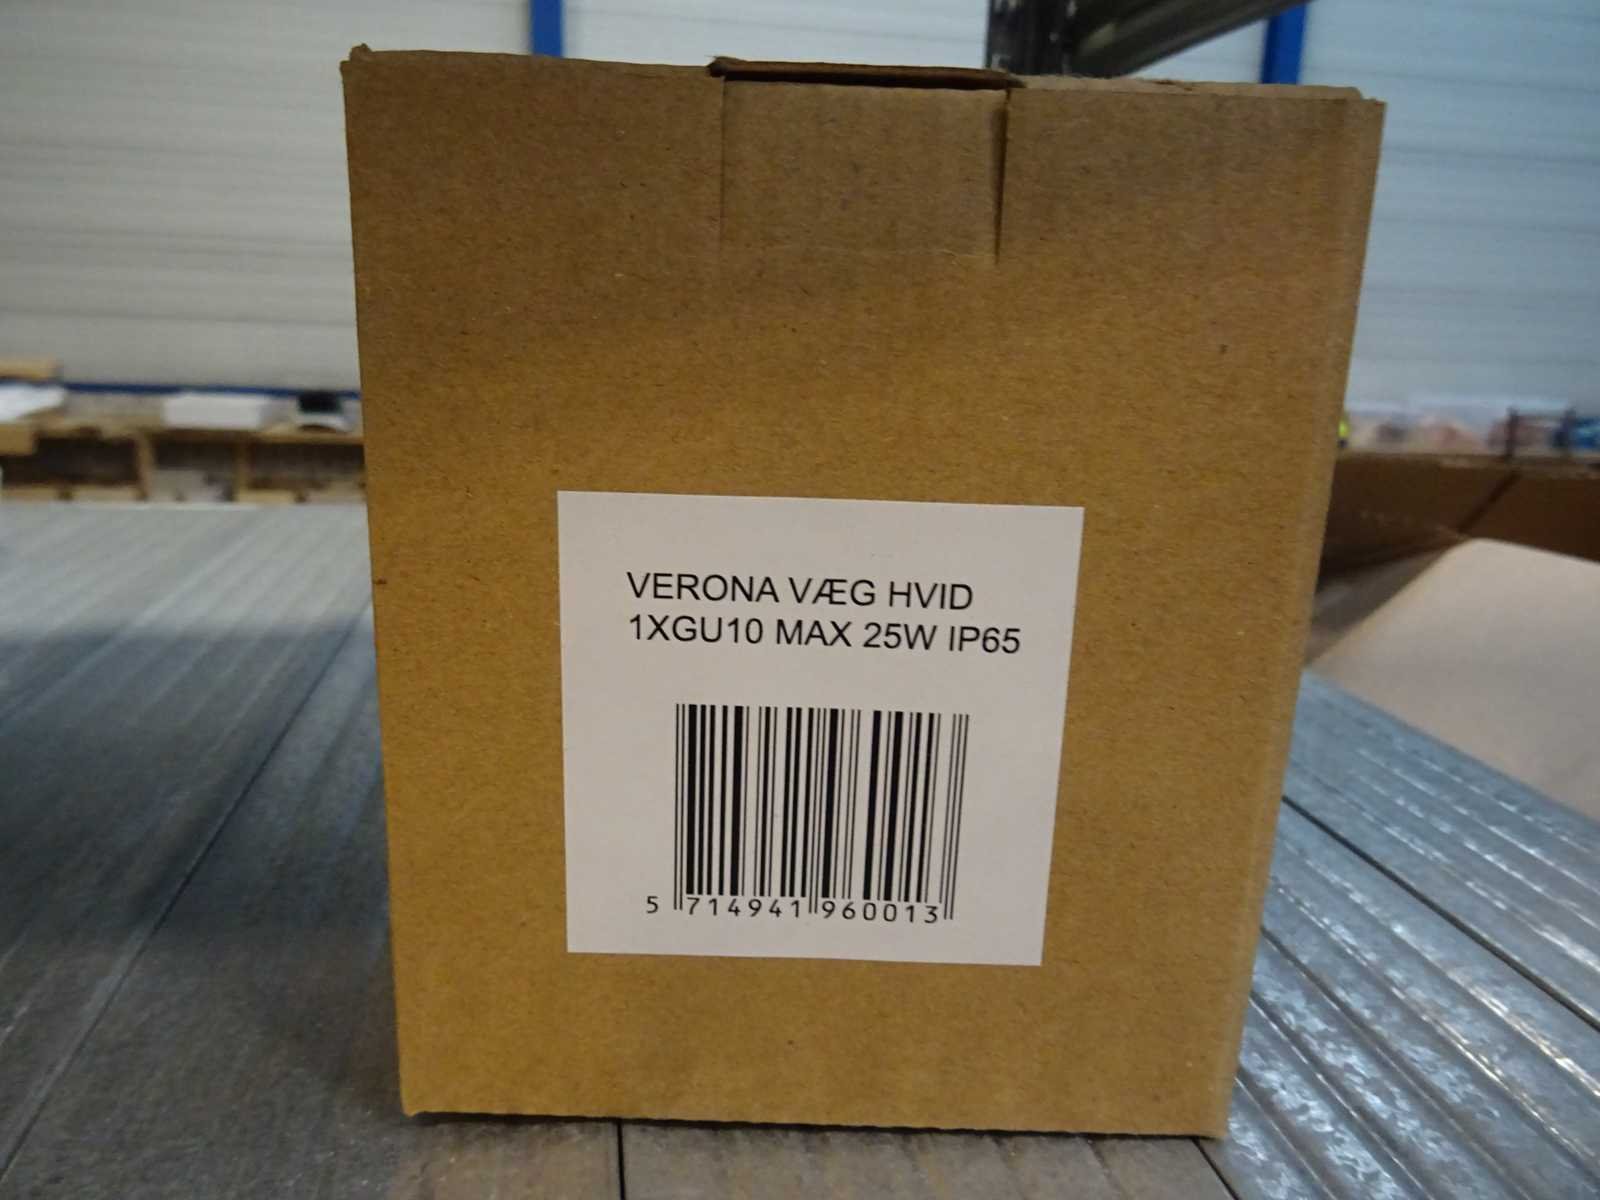 VERONA VÆG HVID
1XGU10 MAX 25W IP65
5 714941 960013